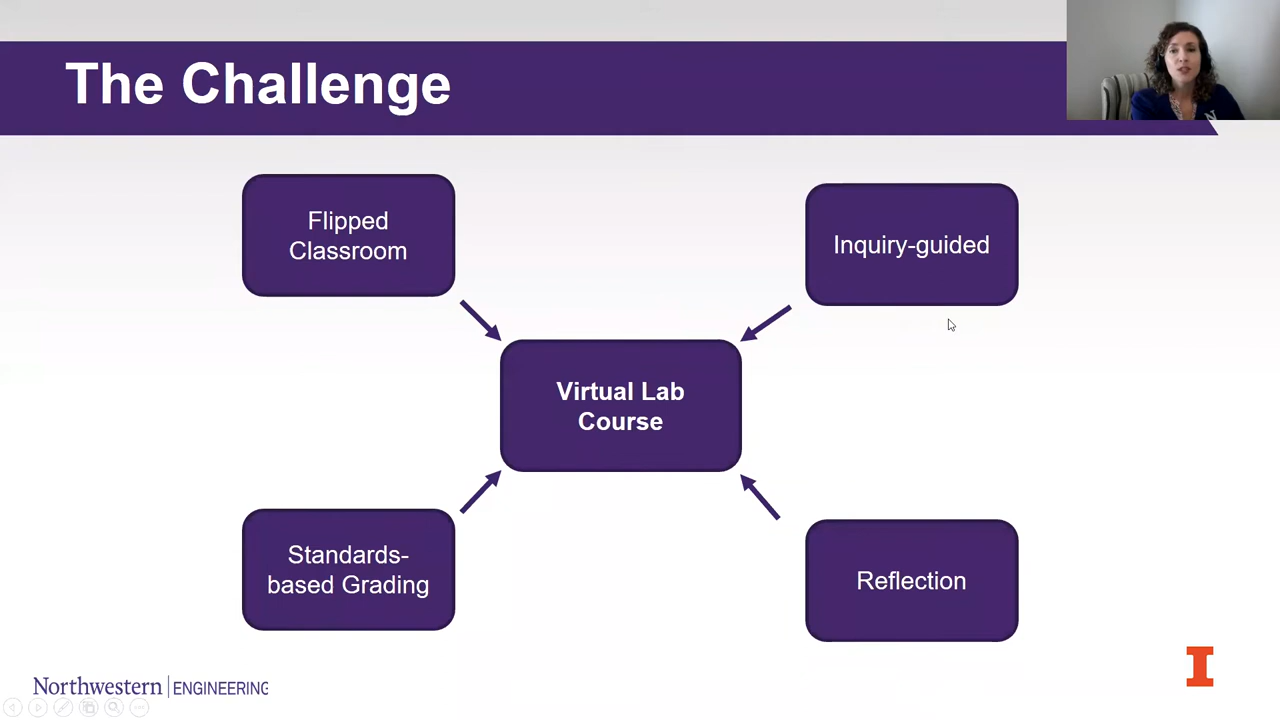 The Challenge
Flipped
Classroom
Inquiry-guided
Virtual Lab
Course
Standards-
based Grading
Reflection
Northwestern | ENGINEERING
I
N